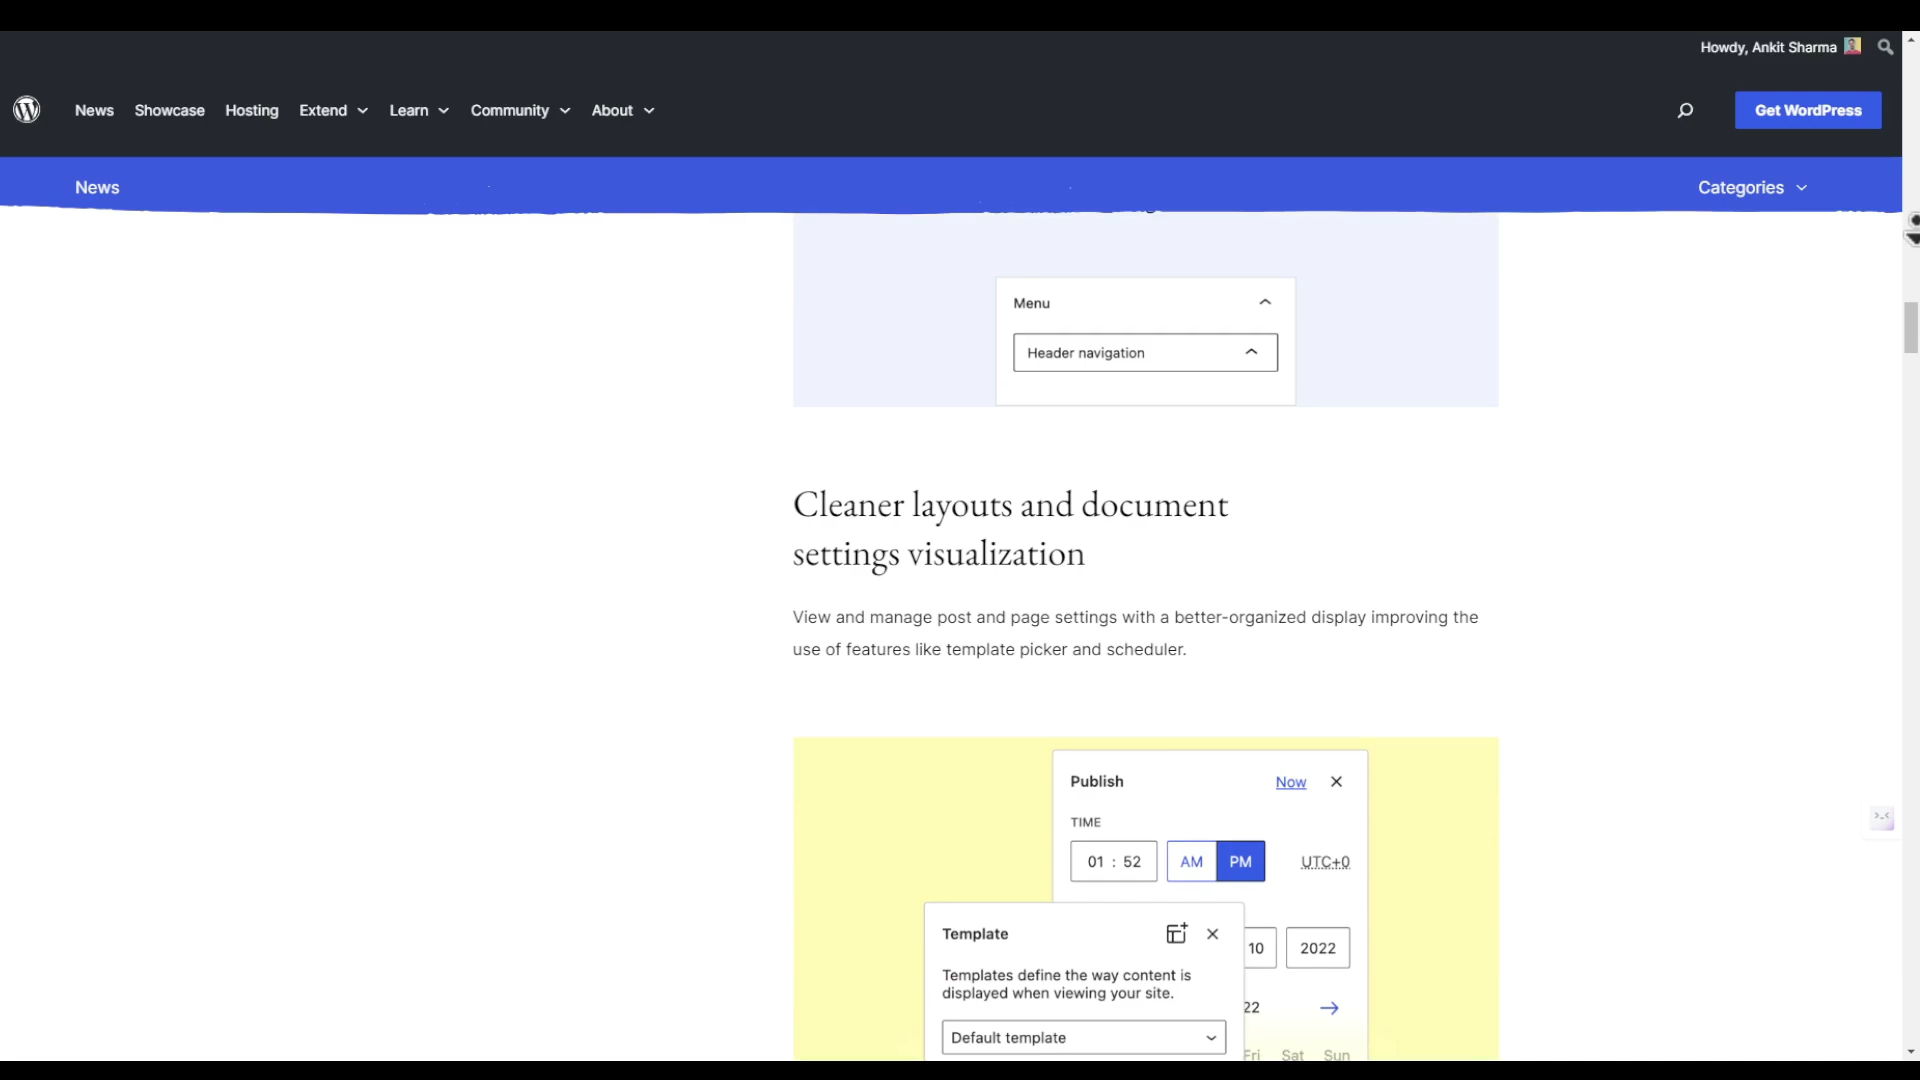 Howdy, Ankit Sharma
News Showcase Hosting Extend Learn Community About Get WordPress
News Categories
Menu
Header navigation
Cleaner layouts and document
settings visualization
View and manage post and page settings with a better-organized display improving the
use of features like template picker and scheduler.
Publish Now
TIME
01 : 52 AM PM UTC+0
Template
10 2022
Templates define the way content is
displayed when viewing your site.
22
Default template
Fri Sat Sun